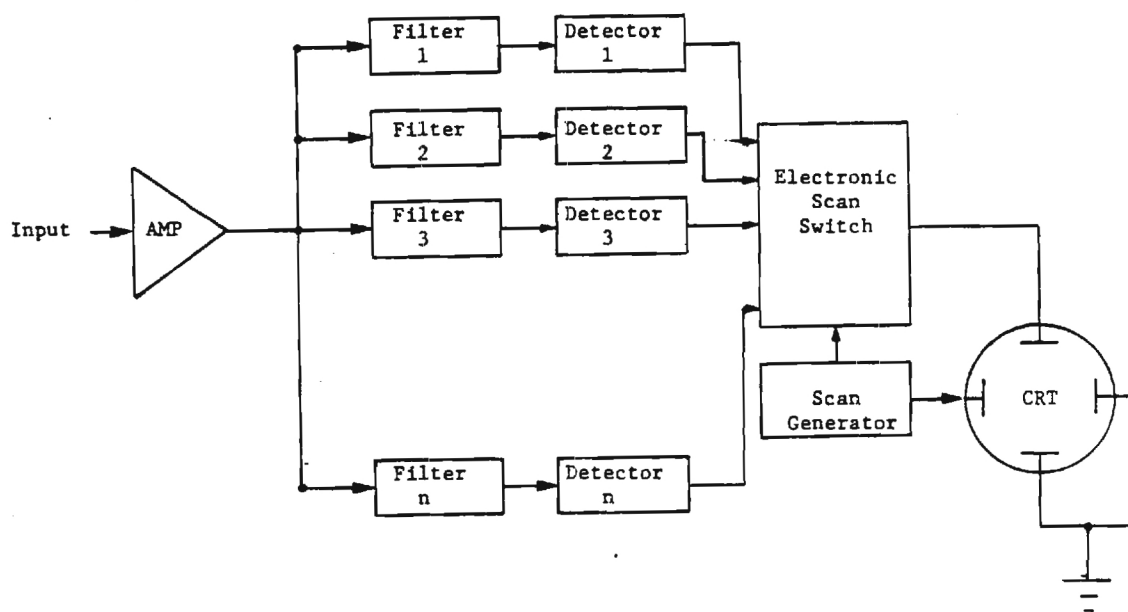 Filter
1
Detector
1
Filter
2
Detector
2
Electronic
Scan
Switch
Input
AMP
Filter
3
Detector
3
Scan
Generator
CRT
Filter
n
Detector
n